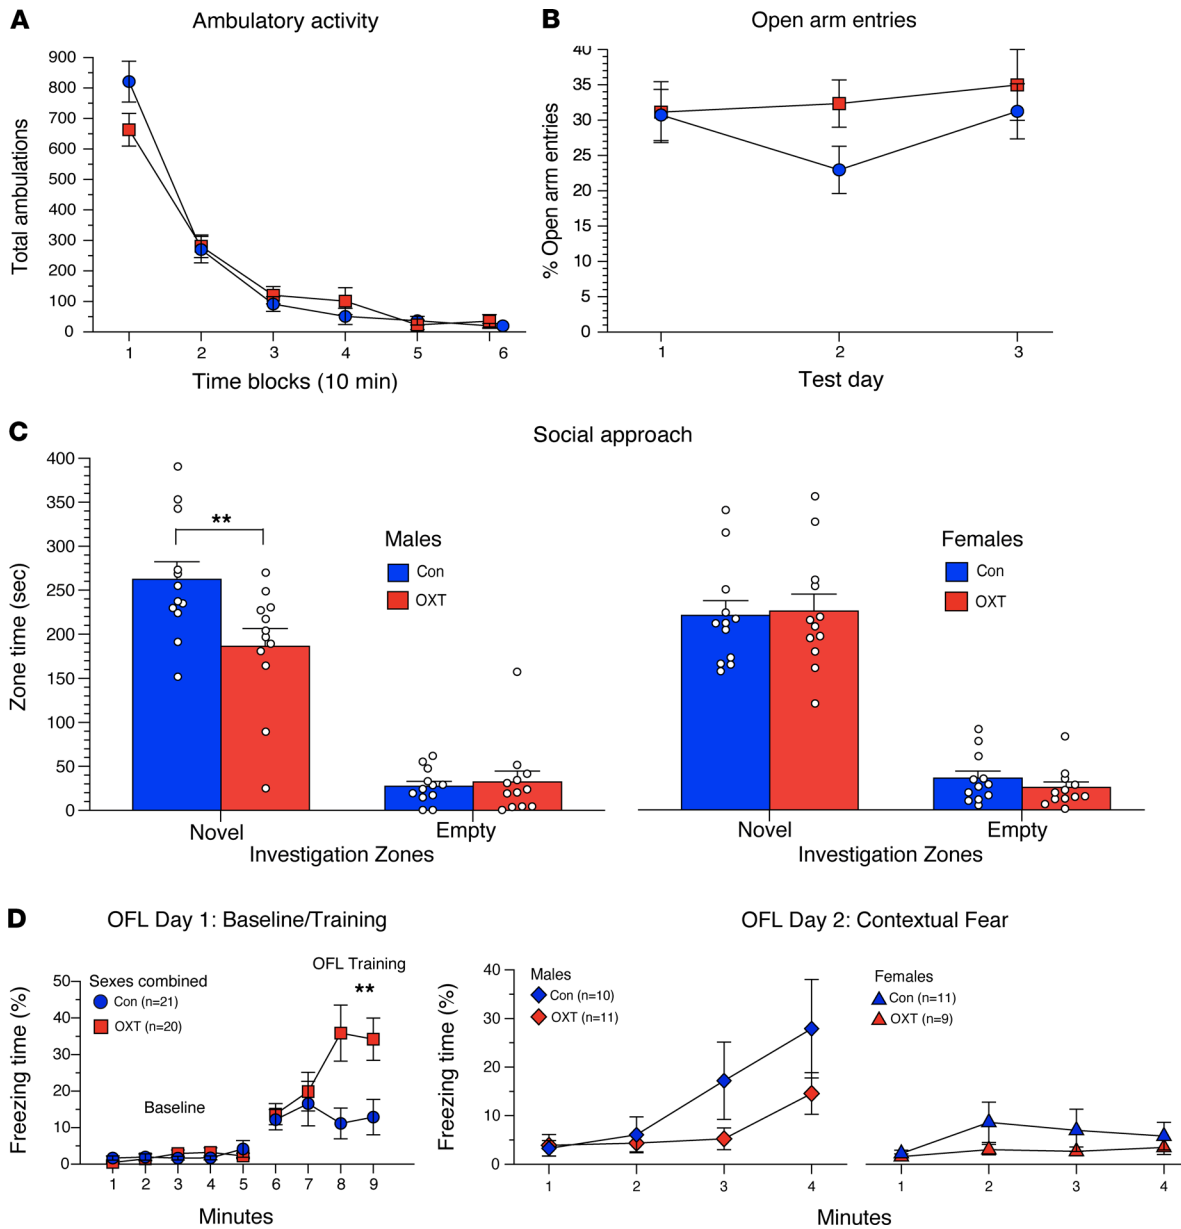 A
Ambulatory activity
Total ambulations
900
800
700
600
500
400
300
200
100
0
1 2 3 4 5 6
Time blocks (10 min)
B
Open arm entries
% Open arm entries
40
35
30
25
20
15
10
5
0
1 2 3
Test day
C
Social approach
Zone time (sec)
400
350
300
250
200
150
100
50
0
**
Males
Con
OXT
Novel Empty
Investigation Zones
Females
Con
OXT
Novel Empty
Investigation Zones
D
OFL Day 1: Baseline/Training
Freezing time (%)
50
40
30
20
10
0
Sexes combined
Con (n=21)
OXT (n=20)
OFL Training
**
Baseline
1 2 3 4 5 6 7 8 9
Minutes
OFL Day 2: Contextual Fear
Freezing time (%)
40
30
20
10
0
Males
Con (n=10)
OXT (n=11)
1 2 3 4
Females
Con (n=11)
OXT (n=9)
1 2 3 4
Minutes